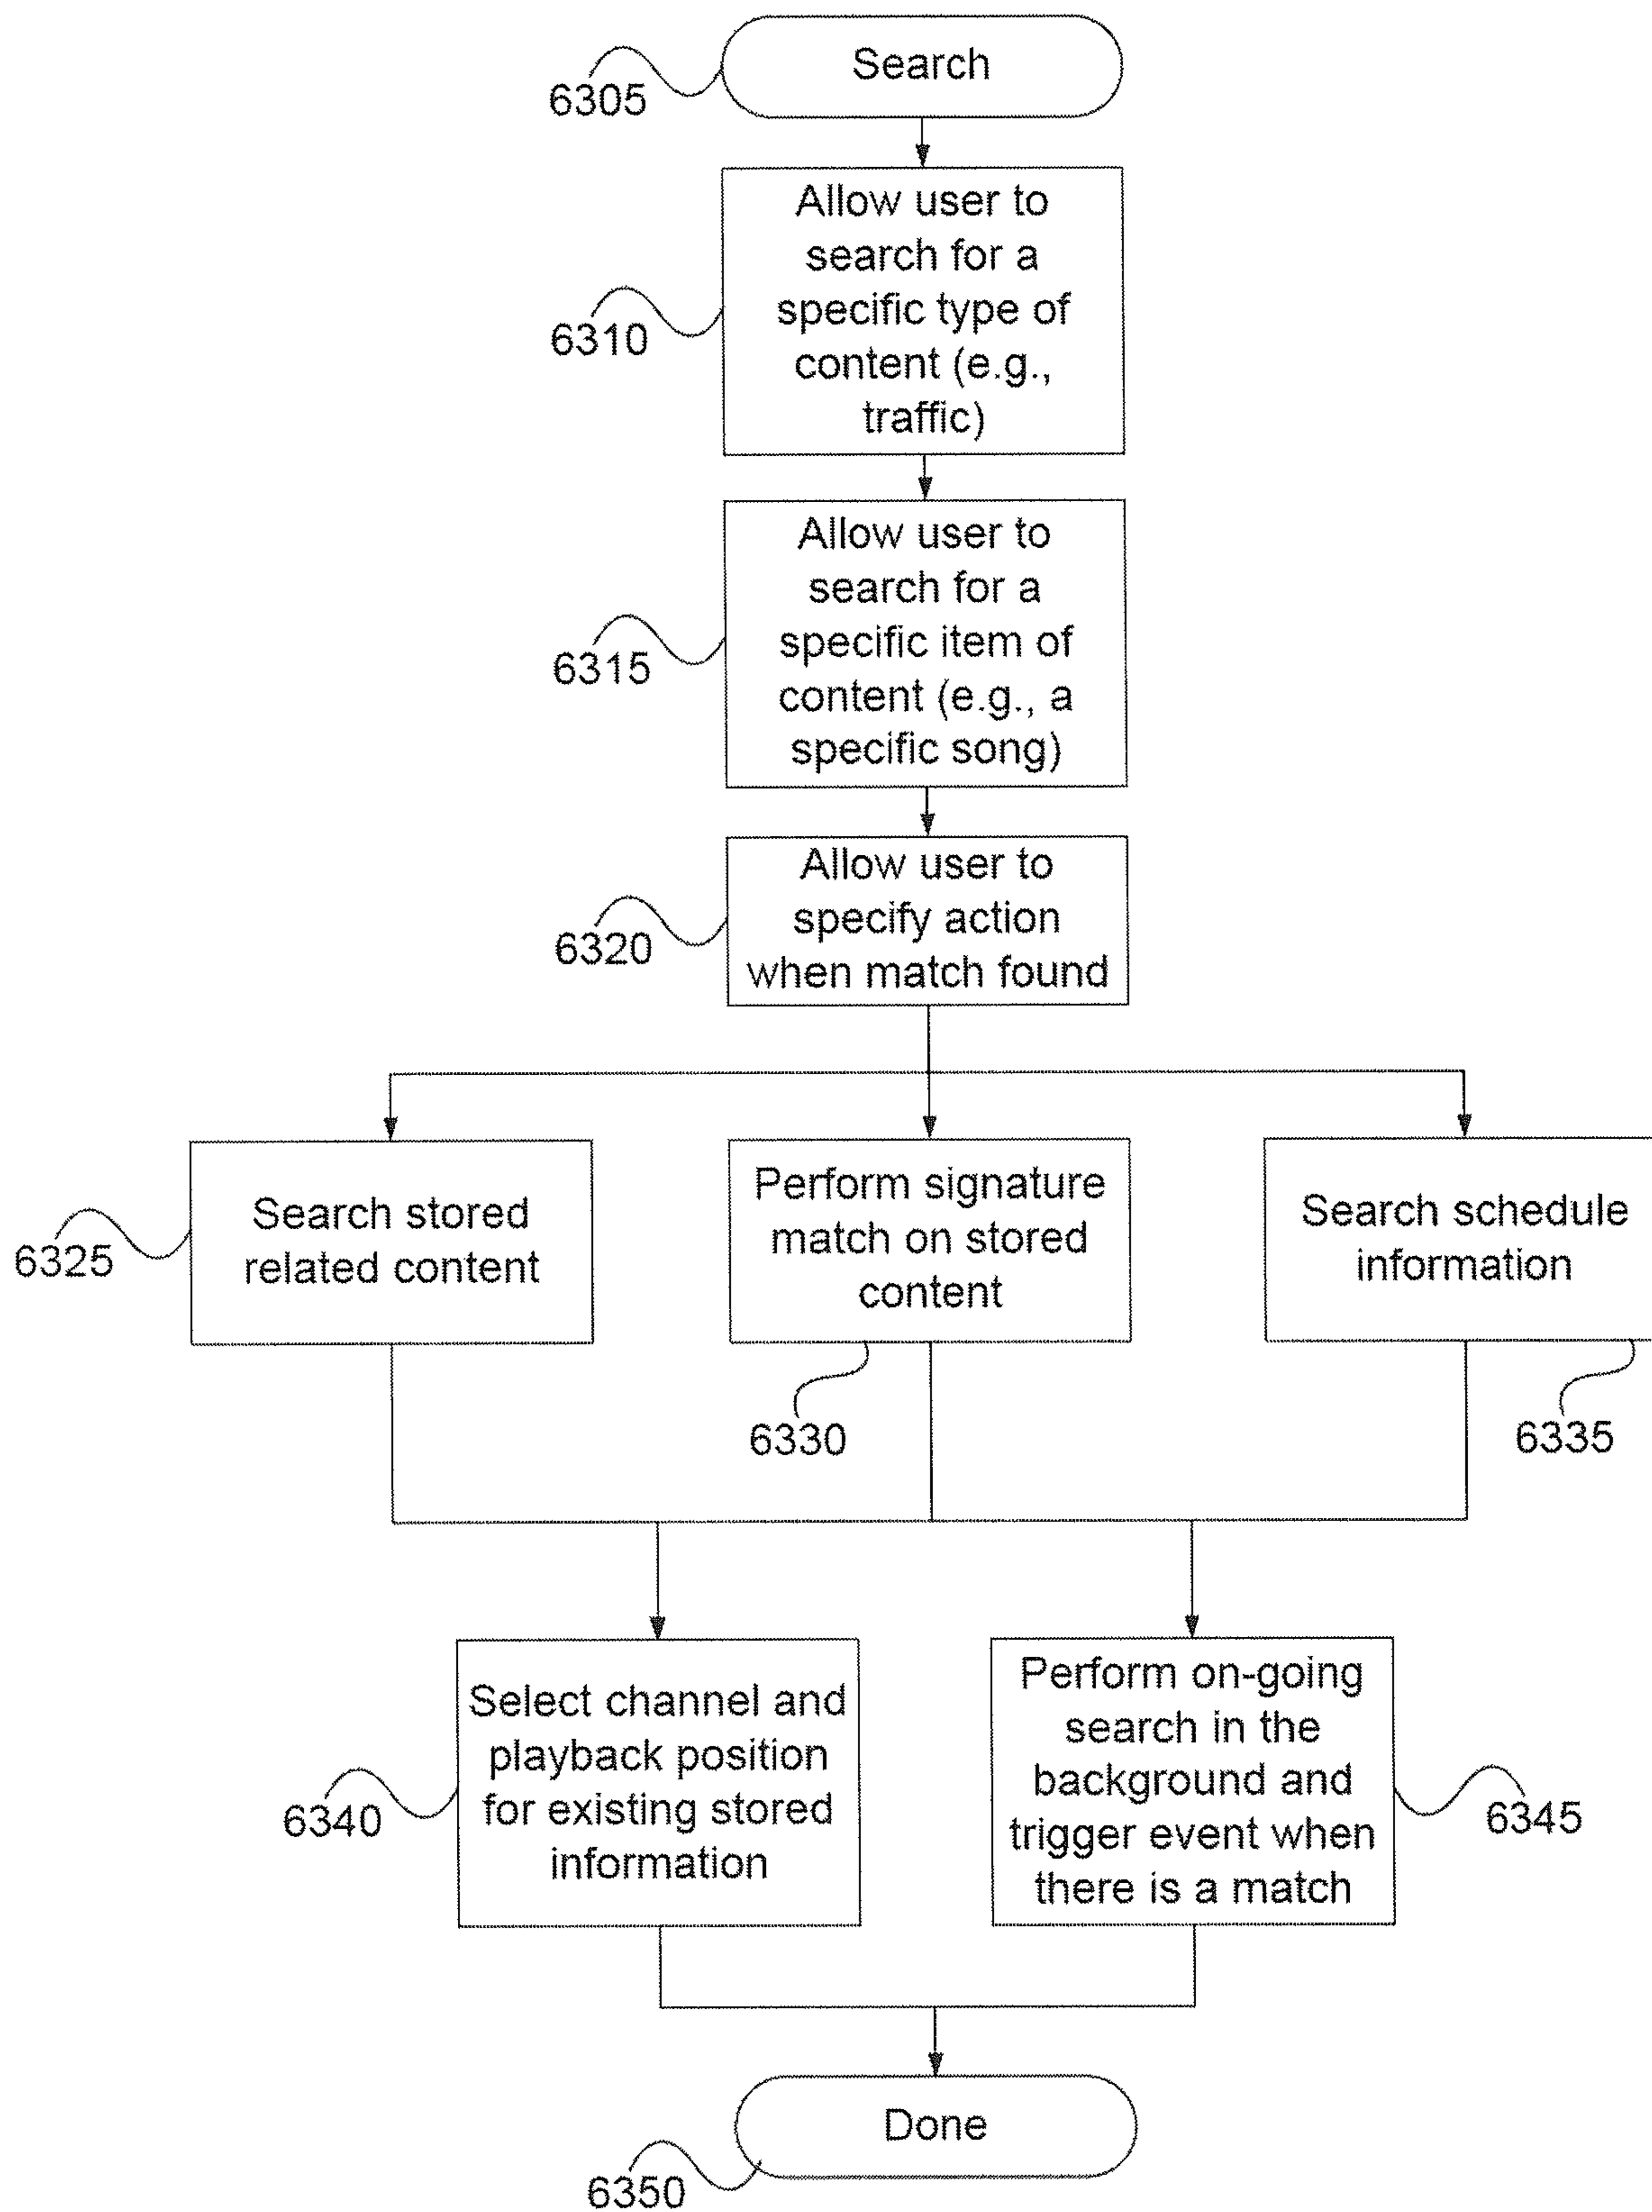 Search
6305
Allow user to
search for a
specific type of
content (e.g.,
traffic)
6310
Allow user to
search for a
specific item of
content (e.g., a
specific song)
6315
Allow user to
specify action
when match found
6320
Search stored
related content
6325
Perform signature
match on stored
content
6330
Search schedule
information
6335
Select channel and
playback position
for existing stored
information
6340
Perform on-going
search in the
background and
trigger event when
there is a match
6345
Done
6350